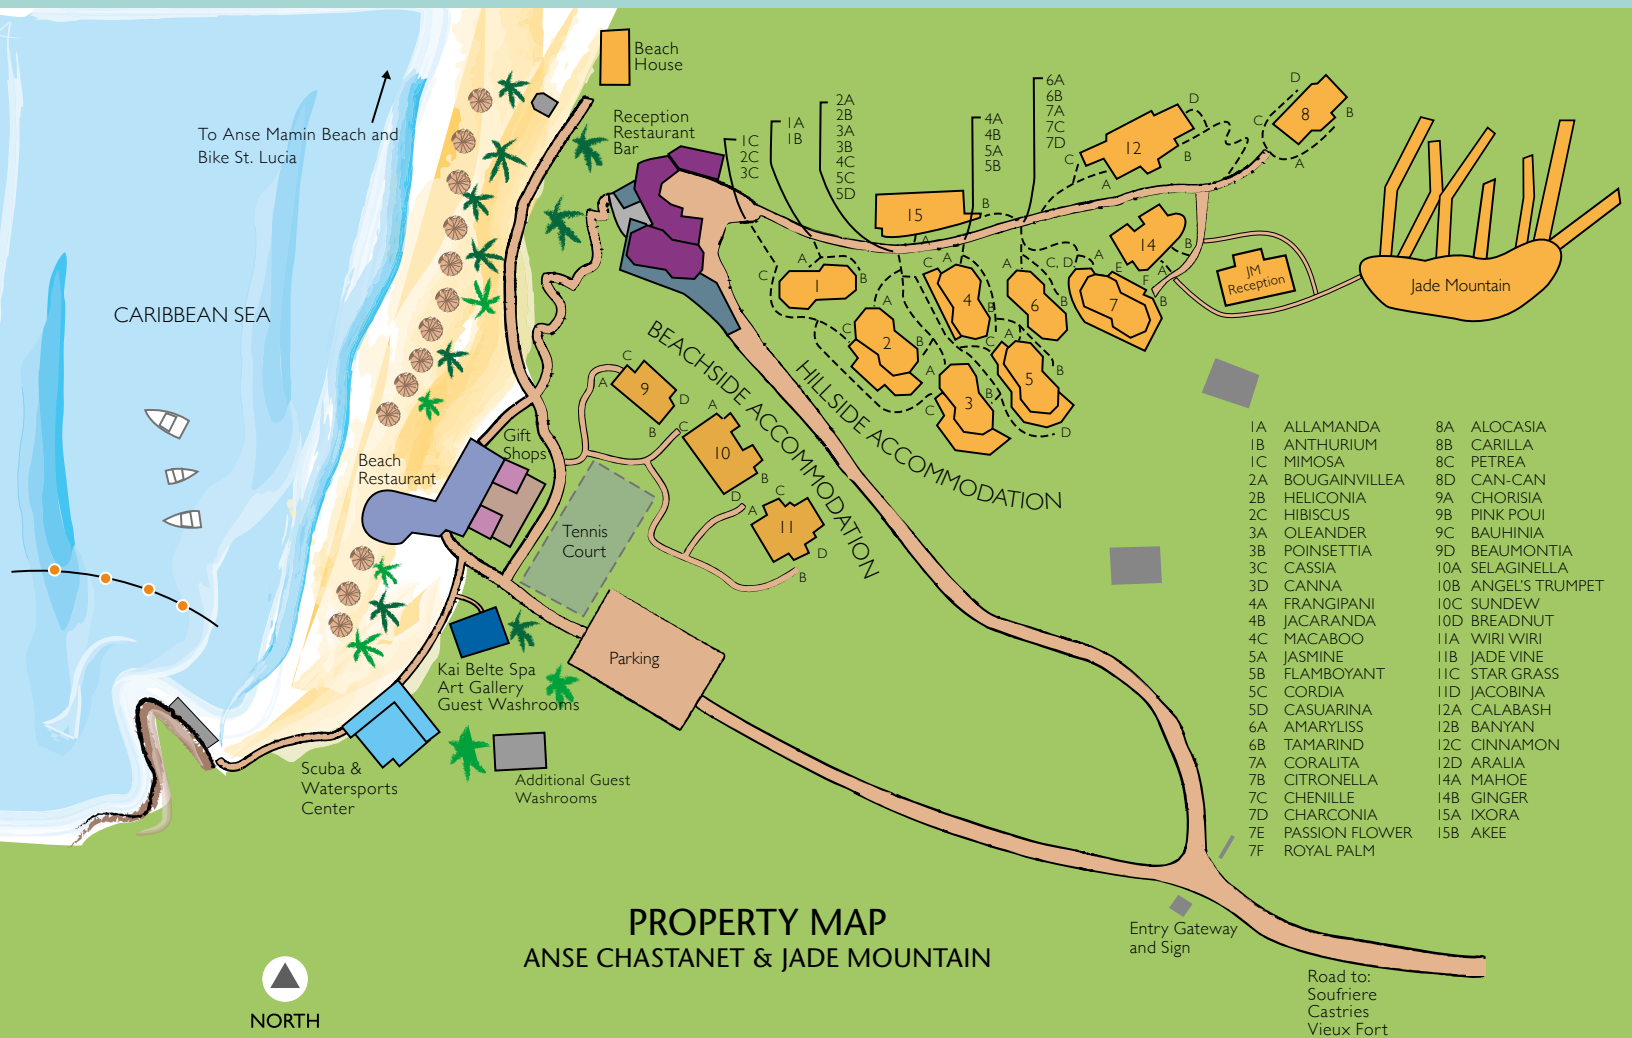 Beach
House
To Anse Mamin Beach and
Bike St. Lucia
Reception
Restaurant
Bar
1C
2C
3C
1A
1B
2A
2B
3A
3B
4C
5C
5D
4A
4B
5A
5B
6A
6B
7A
7C
7D
D
C
12
B
A
D
C
8
B
A
15
B
A
14
B
A
B
JM
Reception
Jade Mountain
C
A
1
B
A
C
2
B
C
A
4
B
A
6
B
C, D
A
E
F
7
A
C
3
B
A
C
5
B
D
CARIBBEAN SEA
BEACHSIDE ACCOMMODATION
HILLSIDE ACCOMMODATION
C
A
9
D
B
A
C
10
B
D
C
A
11
D
B
Gift
Shops
Beach
Restaurant
Tennis
Court
Parking
Kai Belte Spa
Art Gallery
Guest Washrooms
Scuba &
Watersports
Center
Additional Guest
Washrooms
1A ALLAMANDA
1B ANTHURIUM
1C MIMOSA
2A BOUGAINVILLEA
2B HELICONIA
2C HIBISCUS
3A OLEANDER
3B POINSETTIA
3C CASSIA
3D CANNA
4A FRANGIPANI
4B JACARANDA
4C MACABOO
5A JASMINE
5B FLAMBOYANT
5C CORDIA
5D CASUARINA
6A AMARYLISS
6B TAMARIND
7A CORALITA
7B CITRONELLA
7C CHENILLE
7D CHARCONIA
7E PASSION FLOWER
7F ROYAL PALM
8A ALOCASIA
8B CARILLA
8C PETREA
8D CAN-CAN
9A CHORISIA
9B PINK POUI
9C BAUHINIA
9D BEAUMONTIA
10A SELAGINELLA
10B ANGEL'S TRUMPET
10C SUNDEW
10D BREADNUT
11A WIRI WIRI
11B JADE VINE
11C STAR GRASS
11D JACOBINA
12A CALABASH
12B BANYAN
12C CINNAMON
12D ARALIA
14A MAHOE
14B GINGER
15A IXORA
15B AKEE
PROPERTY MAP
ANSE CHASTANET & JADE MOUNTAIN
Entry Gateway
and Sign
Road to:
Soufriere
Castries
Vieux Fort
NORTH